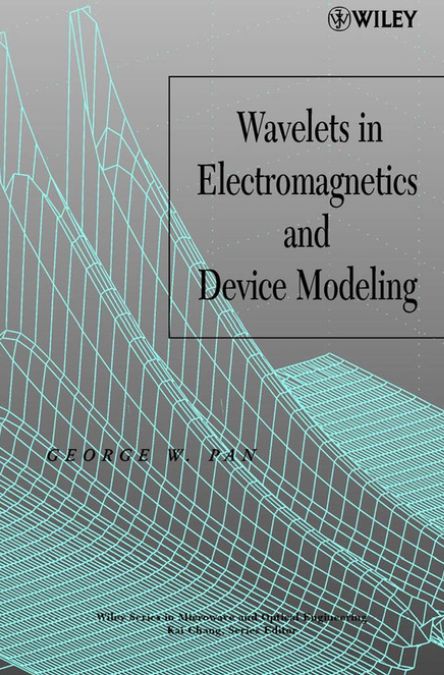 WILEY
Wavelets in
Electromagnetics
and
Device Modeling
GEORGE W. PAN
Wiley Series in Microwave and Optical Engineering
Kai Chang, Series Editor